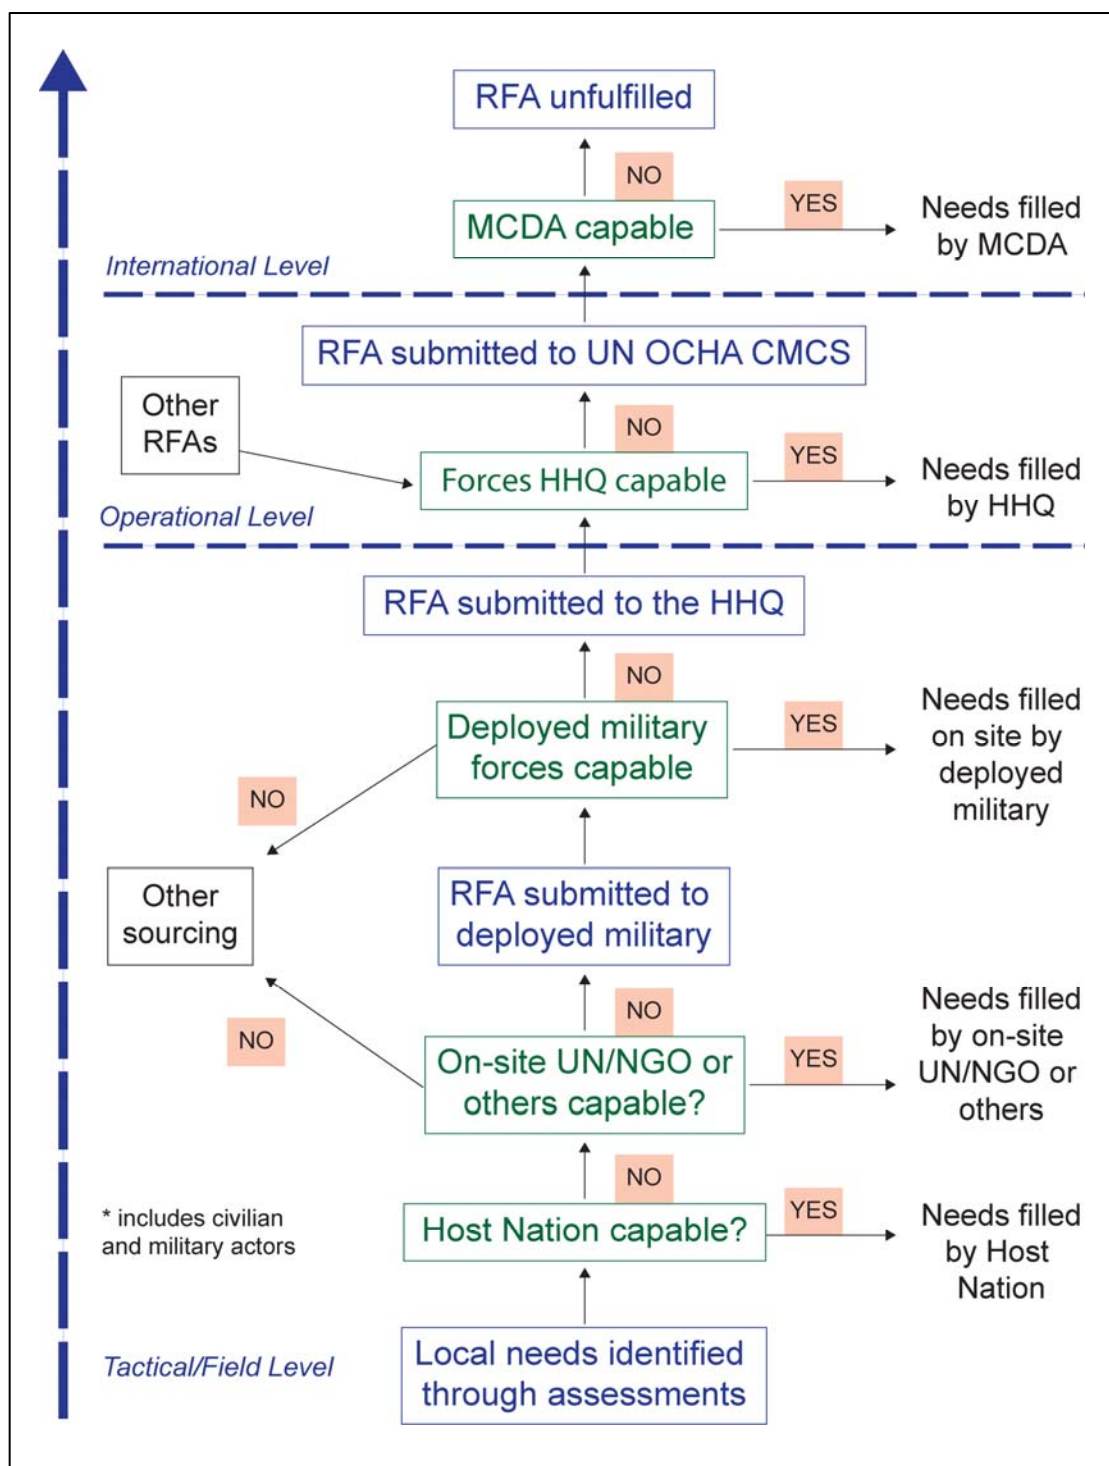 RFA unfulfilled
NO
YES
MCDA capable
Needs filled
by MCDA
International Level
RFA submitted to UN OCHA CMCS
Other
RFAs
NO
YES
Forces HHQ capable
Needs filled
by HHQ
Operational Level
RFA submitted to the HHQ
NO
YES
Deployed military
forces capable
Needs filled
on site by
deployed
military
NO
Other
sourcing
RFA submitted to
deployed military
NO
NO
YES
On-site UN/NGO or
others capable?
Needs filled
by on-site
UN/NGO or
others
NO
YES
* includes civilian
and military actors
Host Nation capable?
Needs filled
by Host
Nation
Tactical/Field Level
Local needs identified
through assessments